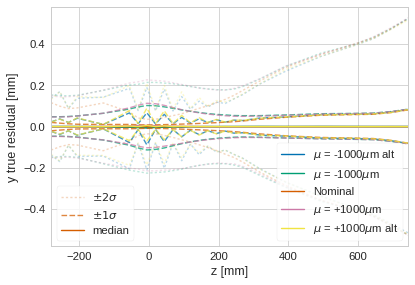 0.4
0.2
0.0
−0.2
−0.4
y true residual [mm]
−200
0
200
400
600
z [mm]
±2σ
±1σ
median
μ = -1000μm alt
μ = -1000μm
Nominal
μ = +1000μm
μ = +1000μm alt